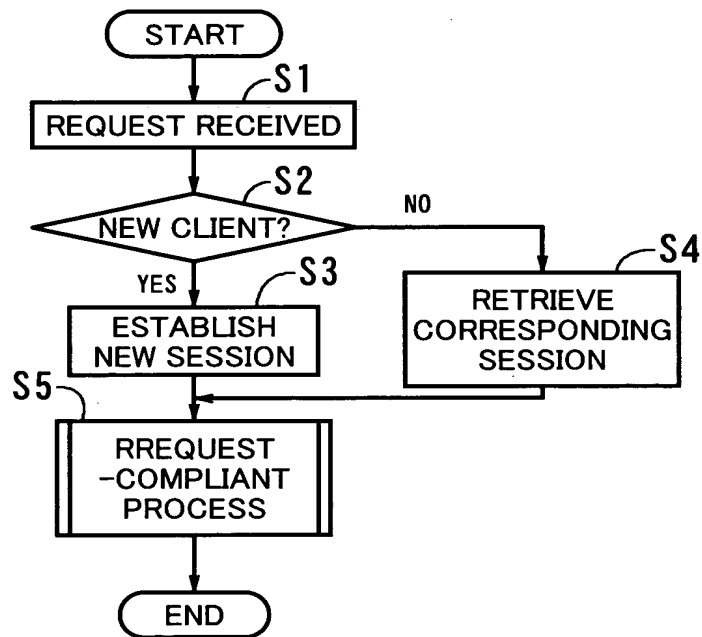 START
S1
REQUEST RECEIVED
S2
NEW CLIENT?
NO
YES
S3
ESTABLISH
NEW SESSION
S4
RETRIEVE
CORRESPONDING
SESSION
S5
RREQUEST
-COMPLIANT
PROCESS
END